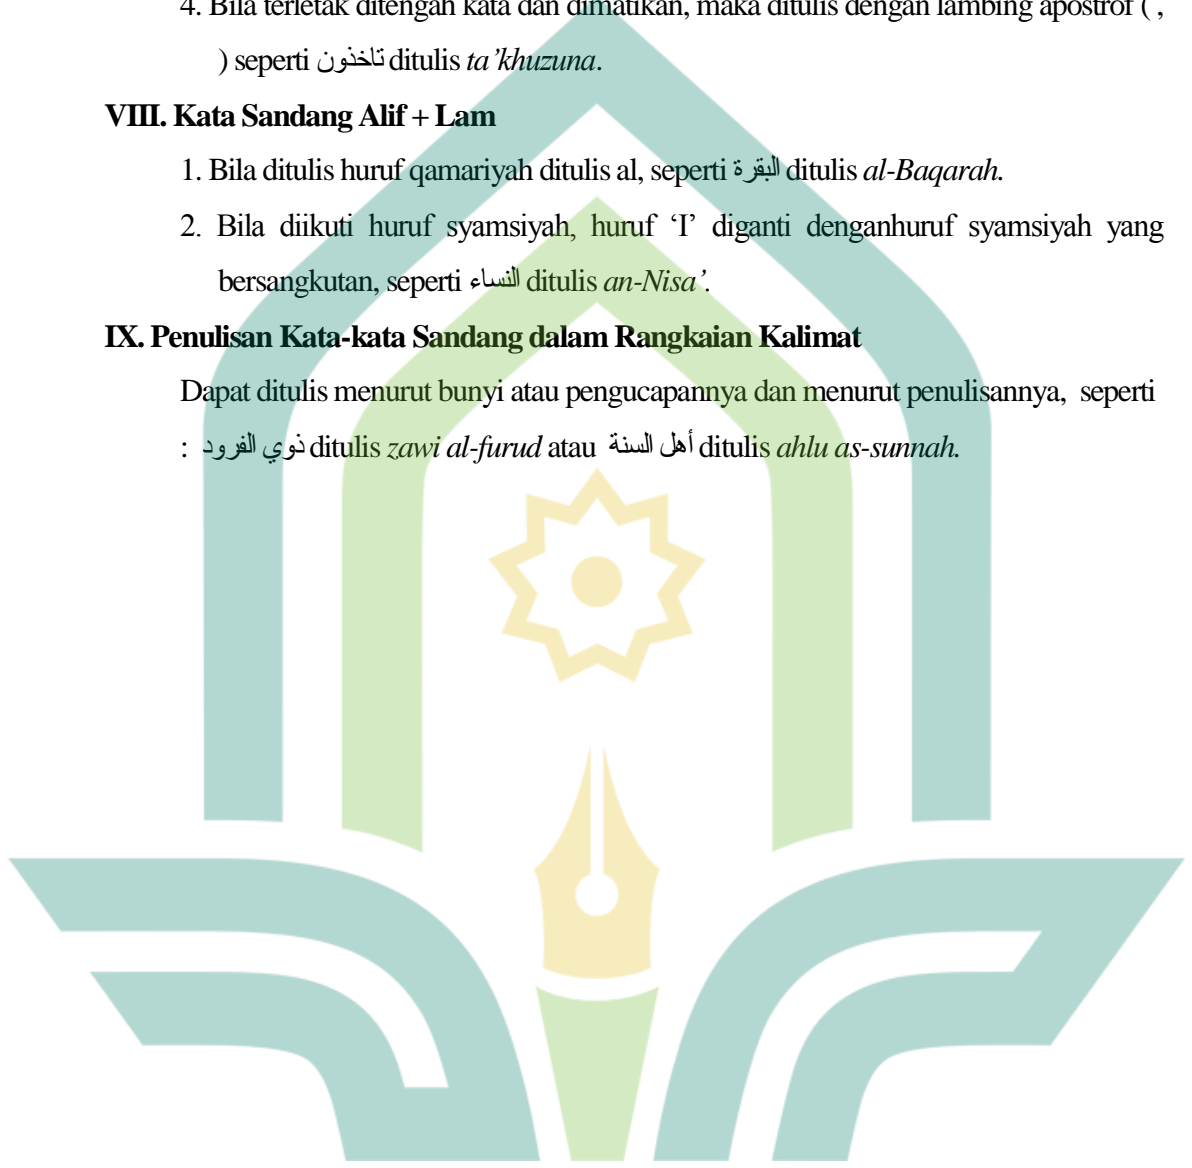 4. Bila terletak ditengah kata dan dimatikan, maka ditulis dengan lambing apostrof ( ,
) seperti تاخذون ditulis ta’khuzuna.
VIII. Kata Sandang Alif + Lam
1. Bila ditulis huruf qamariyah ditulis al, seperti البقرة ditulis al-Baqarah.
2. Bila diikuti huruf syamsiyah, huruf ‘I’ diganti denganhuruf syamsiyah yang
bersangkutan, seperti النساء ditulis an-Nisa’.
IX. Penulisan Kata-kata Sandang dalam Rangkaian Kalimat
Dapat ditulis menurut bunyi atau pengucapannya dan menurut penulisannya, seperti
: ذوي الفرود ditulis zawi al-furud atau أهل السنة ditulis ahlu as-sunnah.